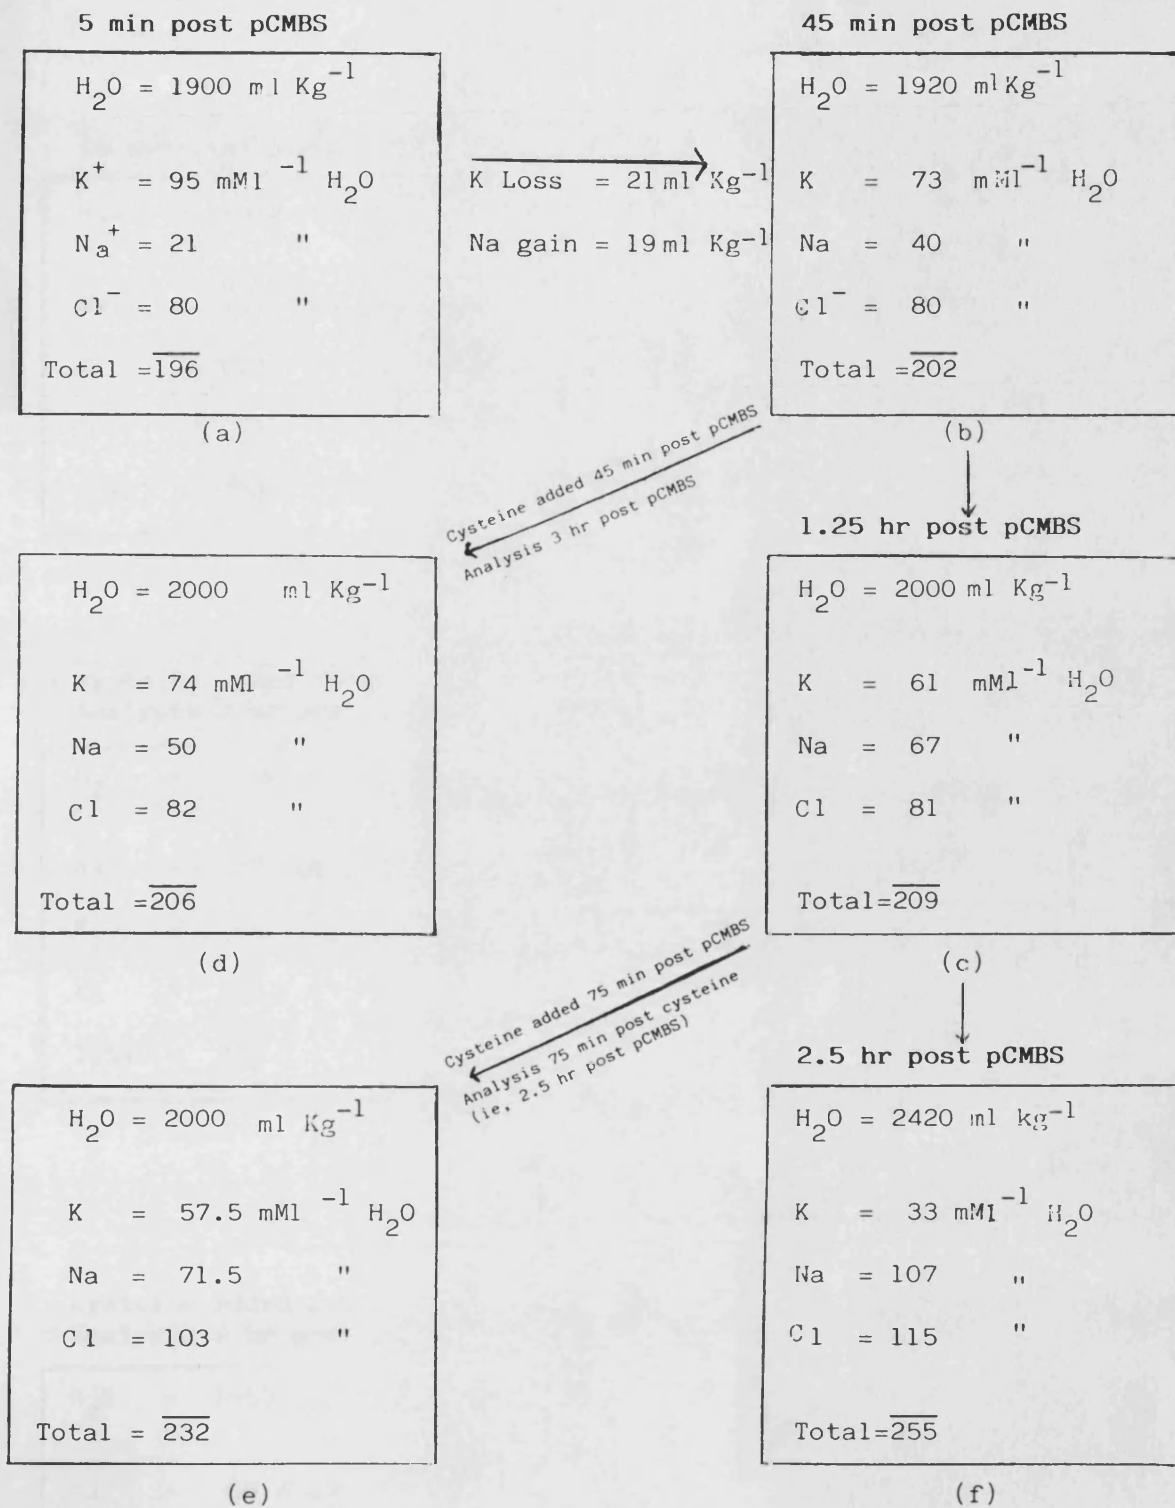 5 min post pCMBS
H2O = 1900 ml Kg-1
K+ = 95 mMl -1 H2O
Na+ = 21 "
Cl- = 80 "
Total = 196
(a)
K Loss = 21 ml Kg-1
Na gain = 19 ml Kg-1
45 min post pCMBS
H2O = 1920 ml Kg-1
K = 73 mMl-1 H2O
Na = 40 "
Cl- = 80 "
Total = 202
(b)
Cysteine added 45 min post pCMBS
Analysis 3 hr post pCMBS
H2O = 2000 ml Kg-1
K = 74 mMl -1 H2O
Na = 50 "
Cl = 82 "
Total = 206
(d)
1.25 hr post pCMBS
H2O = 2000 ml Kg-1
K = 61 mMl-1 H2O
Na = 67 "
Cl = 81 "
Total = 209
(c)
Cysteine added 75 min post pCMBS
Analysis 75 min post cysteine
(ie, 2.5 hr post pCMBS)
H2O = 2000 ml Kg-1
K = 57.5 mMl -1 H2O
Na = 71.5 "
Cl = 103 "
Total = 232
(e)
2.5 hr post pCMBS
H2O = 2420 ml kg-1
K = 33 mMl-1 H2O
Na = 107 "
Cl = 115 "
Total = 255
(f)